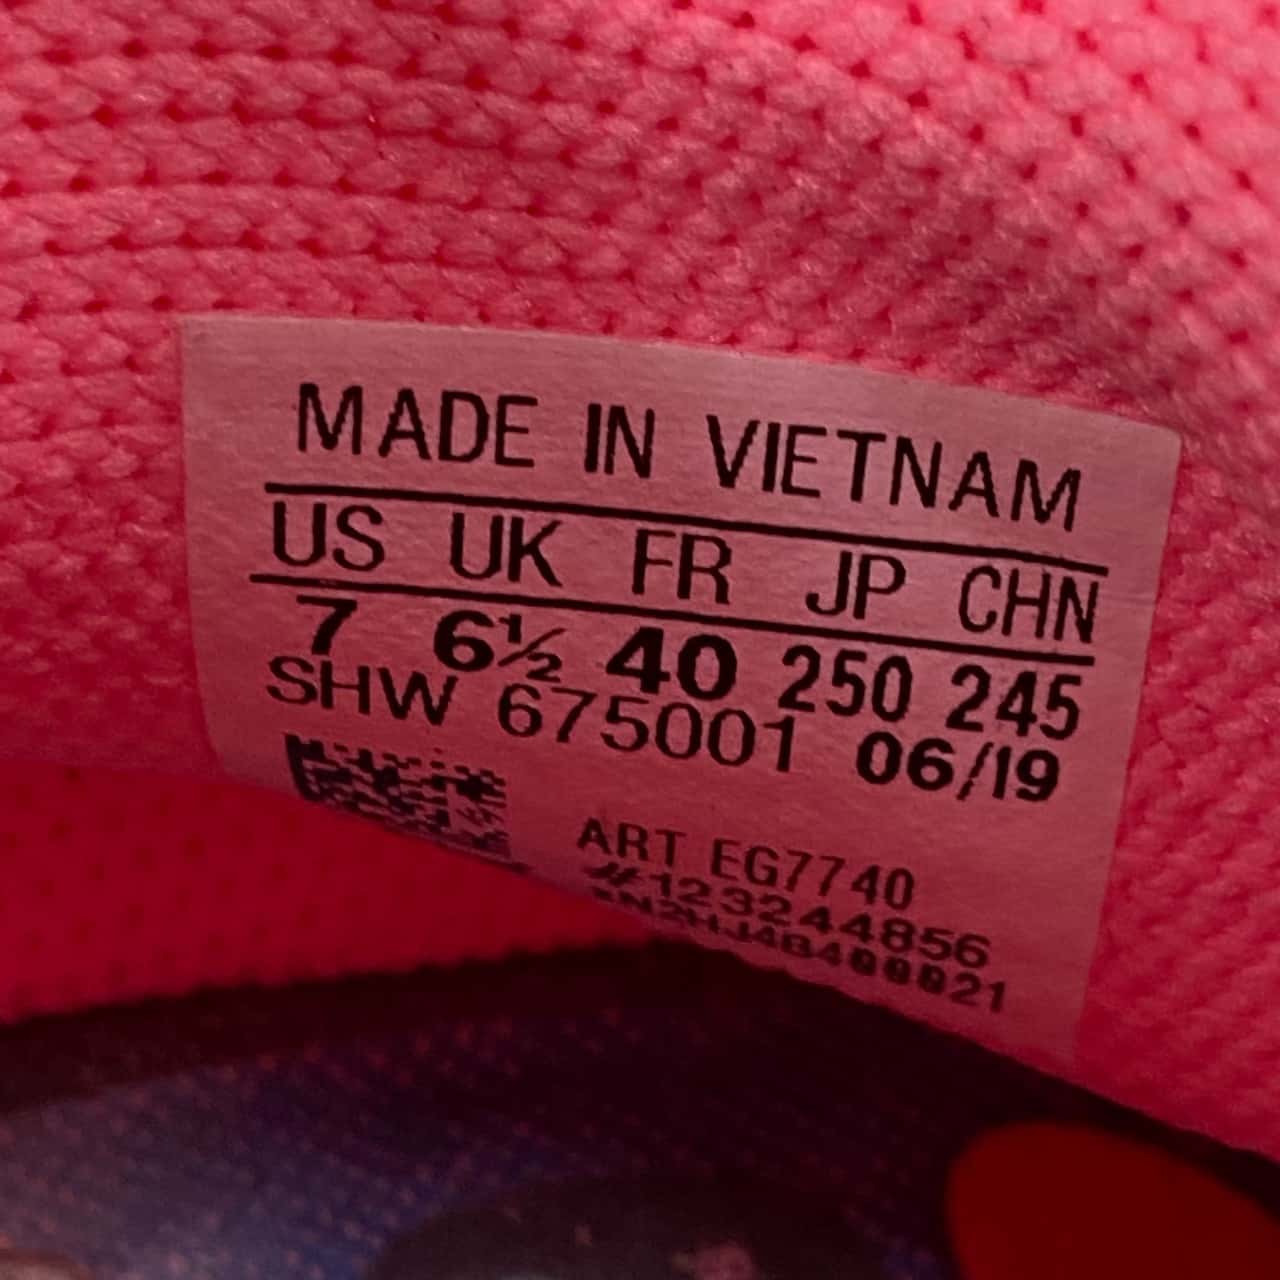 MADE IN VIETNAM
US UK FR JP CHN
7 6½ 40 250 245
SHW 675001 06/19
ART EG7740
#123244856